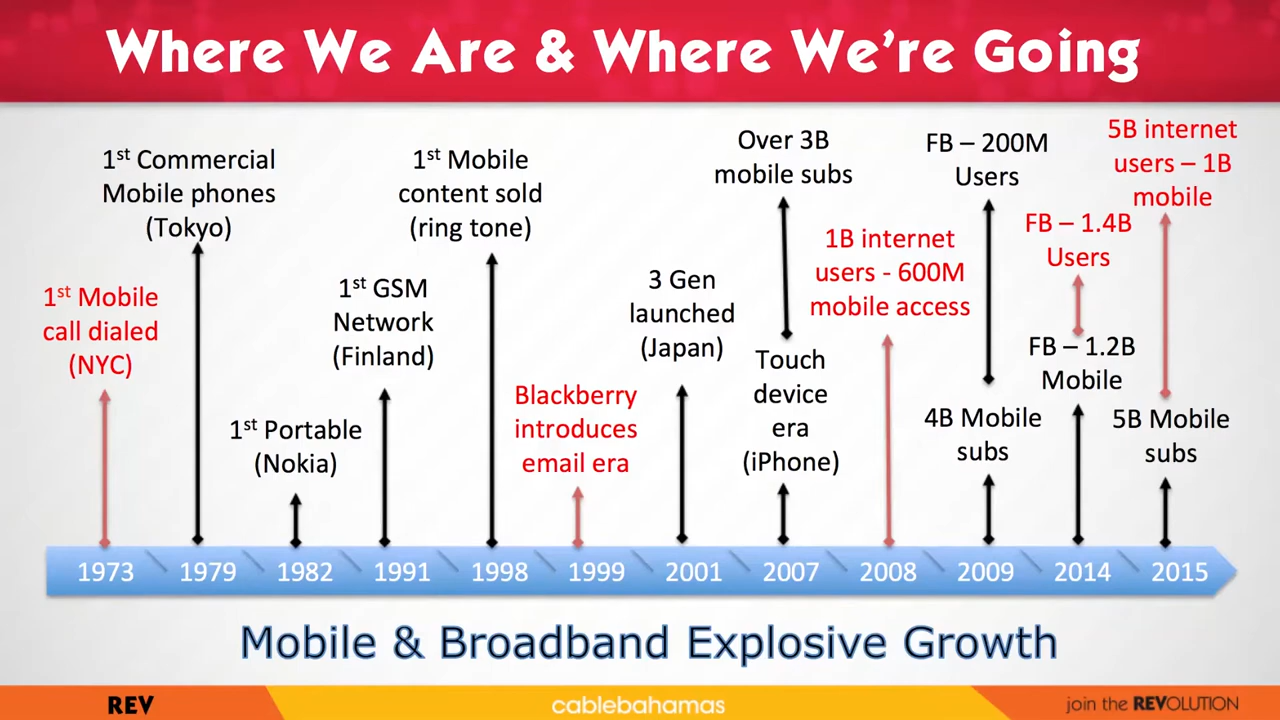 Where We Are & Where We're Going
1st Mobile
call dialed
(NYC)
1st Commercial
Mobile phones
(Tokyo)
1st Portable
(Nokia)
1st GSM
Network
(Finland)
1st Mobile
content sold
(ring tone)
Blackberry
introduces
email era
3 Gen
launched
(Japan)
Over 3B
mobile subs
Touch
device
era
(iPhone)
1B internet
users - 600M
mobile access
FB – 200M
Users
4B Mobile
subs
FB – 1.4B
Users
FB – 1.2B
Mobile
5B internet
users – 1B
mobile
5B Mobile
subs
1973 1979 1982 1991 1998 1999 2001 2007 2008 2009 2014 2015
Mobile & Broadband Explosive Growth
REV
cablebahamas
join the REVOLUTION